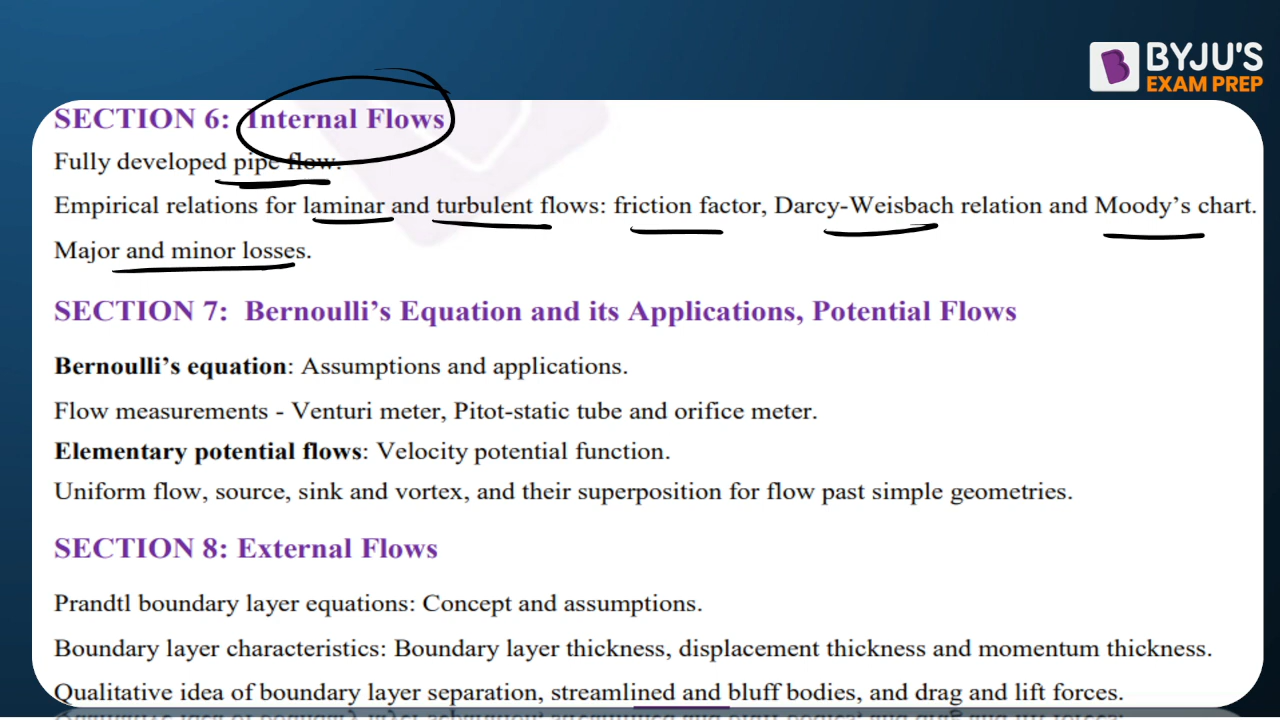 BYJU'S
EXAM PREP
SECTION 6: Internal Flows
Fully developed pipe flow.
Empirical relations for laminar and turbulent flows: friction factor, Darcy-Weisbach relation and Moody’s chart.
Major and minor losses.
SECTION 7: Bernoulli’s Equation and its Applications, Potential Flows
Bernoulli’s equation: Assumptions and applications.
Flow measurements - Venturi meter, Pitot-static tube and orifice meter.
Elementary potential flows: Velocity potential function.
Uniform flow, source, sink and vortex, and their superposition for flow past simple geometries.
SECTION 8: External Flows
Prandtl boundary layer equations: Concept and assumptions.
Boundary layer characteristics: Boundary layer thickness, displacement thickness and momentum thickness.
Qualitative idea of boundary layer separation, streamlined and bluff bodies, and drag and lift forces.